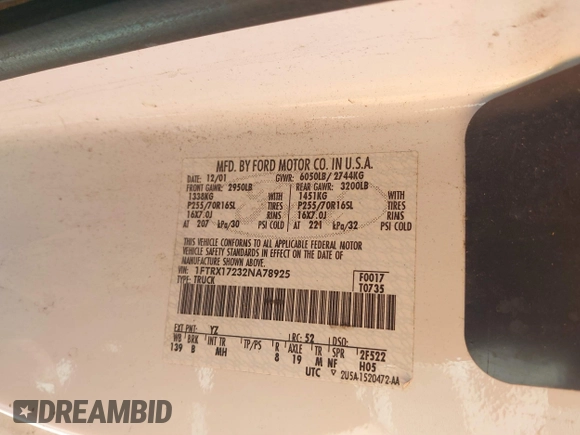 MFD. BY FORD MOTOR CO. IN U.S.A.
DATE: 12/01 GVWR: 6050LB/ 2744KG
FRONT GAWR: 2950LB REAR GAWR: 3200LB
1338KG WITH 1451KG WITH
P255/70R16SL TIRES P255/70R16SL TIRES
16X7.0J RIMS 16X7.0J RIMS
AT 207 kPa/30 PSI COLD AT 221 kPa/32 PSI COLD
THIS VEHICLE CONFORMS TO ALL APPLICABLE FEDERAL MOTOR
VEHICLE SAFETY STANDARDS IN EFFECT ON THE DATE OF
MANUFACTURE SHOWN ABOVE.
VIN: 1FTRX17232NA78925 F0017
TYPE: TRUCK T0735
EXT PNT: YZ RC: 52 DSO:
WB BRK INT TR TP/PS R AXLE TR SPR 2F522
139 B MH 8 19 M NF H05
UTC ▽ 2U5A-1520472-AA
DREAMBID
DREAMBID.COM